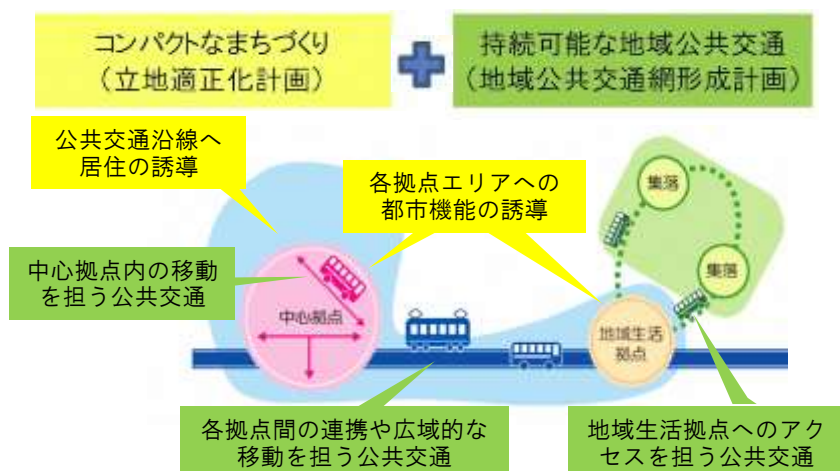 コンパクトなまちづくり
（立地適正化計画）
持続可能な地域公共交通
（地域公共交通網形成計画）
公共交通沿線へ
居住の誘導
各拠点エリアへの
都市機能の誘導
集落
中心拠点内の移動
を担う公共交通
集落
中心拠点
地域生活
拠点
各拠点間の連携や広域的な
移動を担う公共交通
地域生活拠点へのアク
セスを担う公共交通